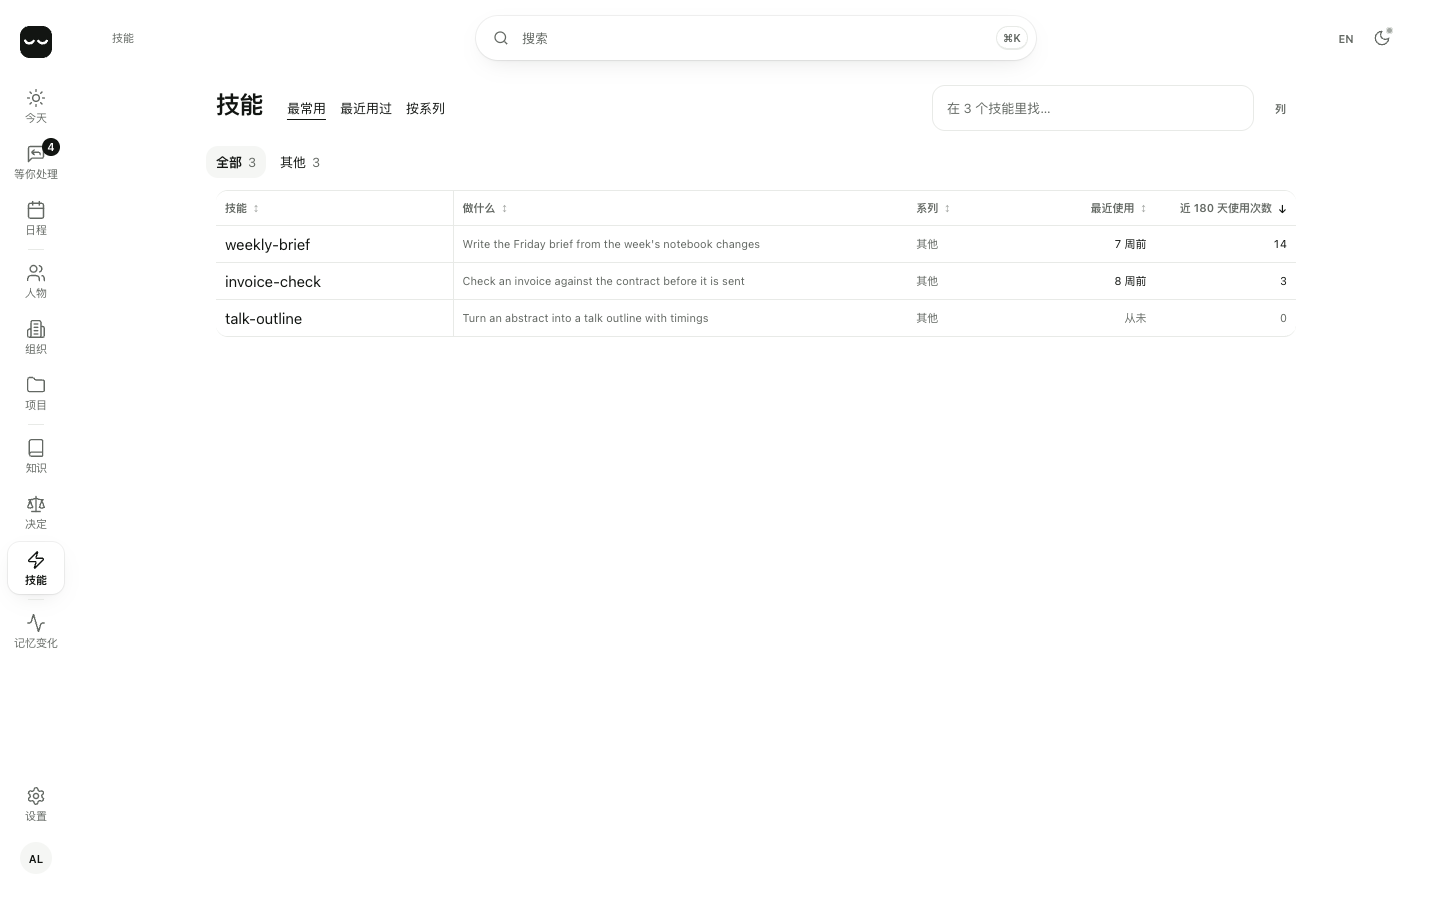 技能
搜索
⌘K
EN
今天
4
等你处理
日程
人物
组织
项目
知识
决定
技能
记忆变化
设置
AL
技能 最常用 最近用过 按系列
在 3 个技能里找...
列
全部 3 其他 3
技能 ↕ 做什么 ↕ 系列 ↕ 最近使用 ↕ 近 180 天使用次数 ↓
weekly-brief Write the Friday brief from the week's notebook changes 其他 7 周前 14
invoice-check Check an invoice against the contract before it is sent 其他 8 周前 3
talk-outline Turn an abstract into a talk outline with timings 其他 从未 0